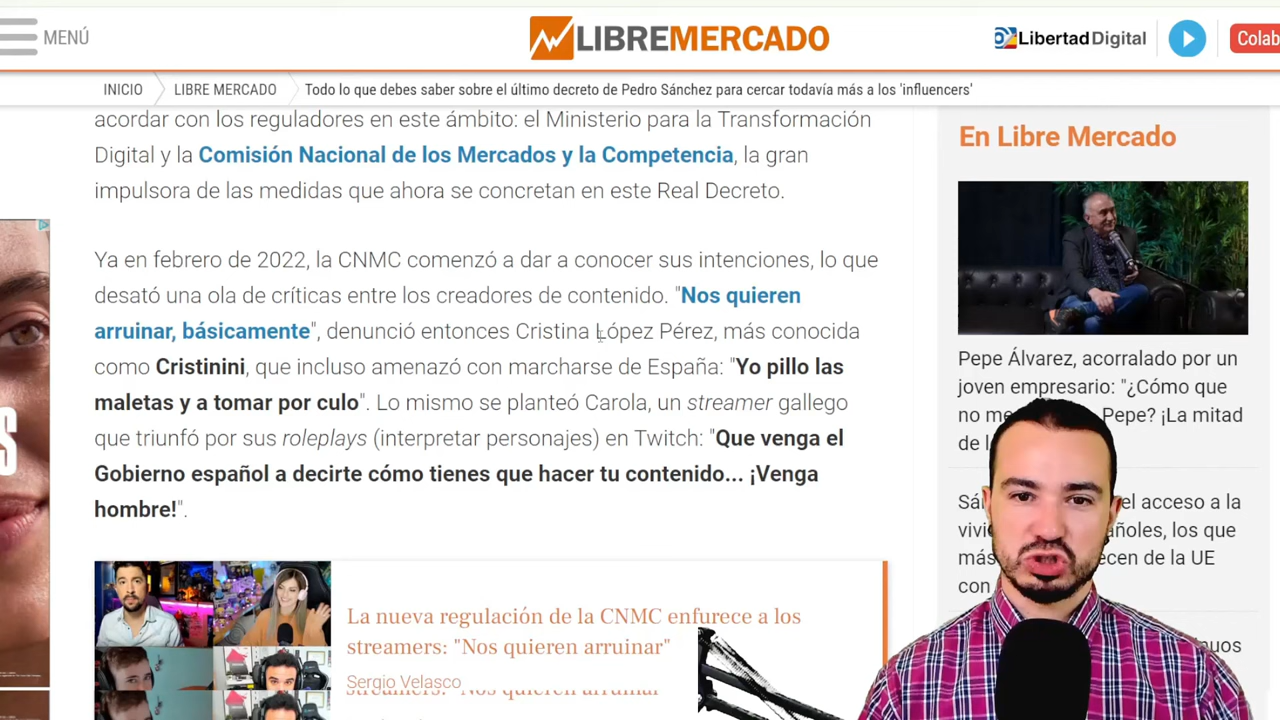 MENÚ
LIBREMERCADO
LibertadDigital
Colab
INICIO
LIBRE MERCADO
Todo lo que debes saber sobre el último decreto de Pedro Sánchez para cercar todavía más a los 'influencers'
acordar con los reguladores en este ámbito: el Ministerio para la Transformación
Digital y la Comisión Nacional de los Mercados y la Competencia, la gran
impulsora de las medidas que ahora se concretan en este Real Decreto.
Ya en febrero de 2022, la CNMC comenzó a dar a conocer sus intenciones, lo que
desató una ola de críticas entre los creadores de contenido. "Nos quieren
arruinar, básicamente", denunció entonces Cristina López Pérez, más conocida
como Cristinini, que incluso amenazó con marcharse de España: "Yo pillo las
maletas y a tomar por culo". Lo mismo se planteó Carola, un streamer gallego
que triunfó por sus roleplays (interpretar personajes) en Twitch: "Que venga el
Gobierno español a decirte cómo tienes que hacer tu contenido... ¡Venga
hombre!".
La nueva regulación de la CNMC enfurece a los
streamers: "Nos quieren arruinar"
Sergio Velasco
streamers: "Nos quieren arruinar"
S
En Libre Mercado
Pepe Álvarez, acorralado por un
joven empresario: "¿Cómo que
no me Pepe? ¡La mitad
de l
Sá el acceso a la
vivi añoles, los que
más ecen de la UE
con
nuos